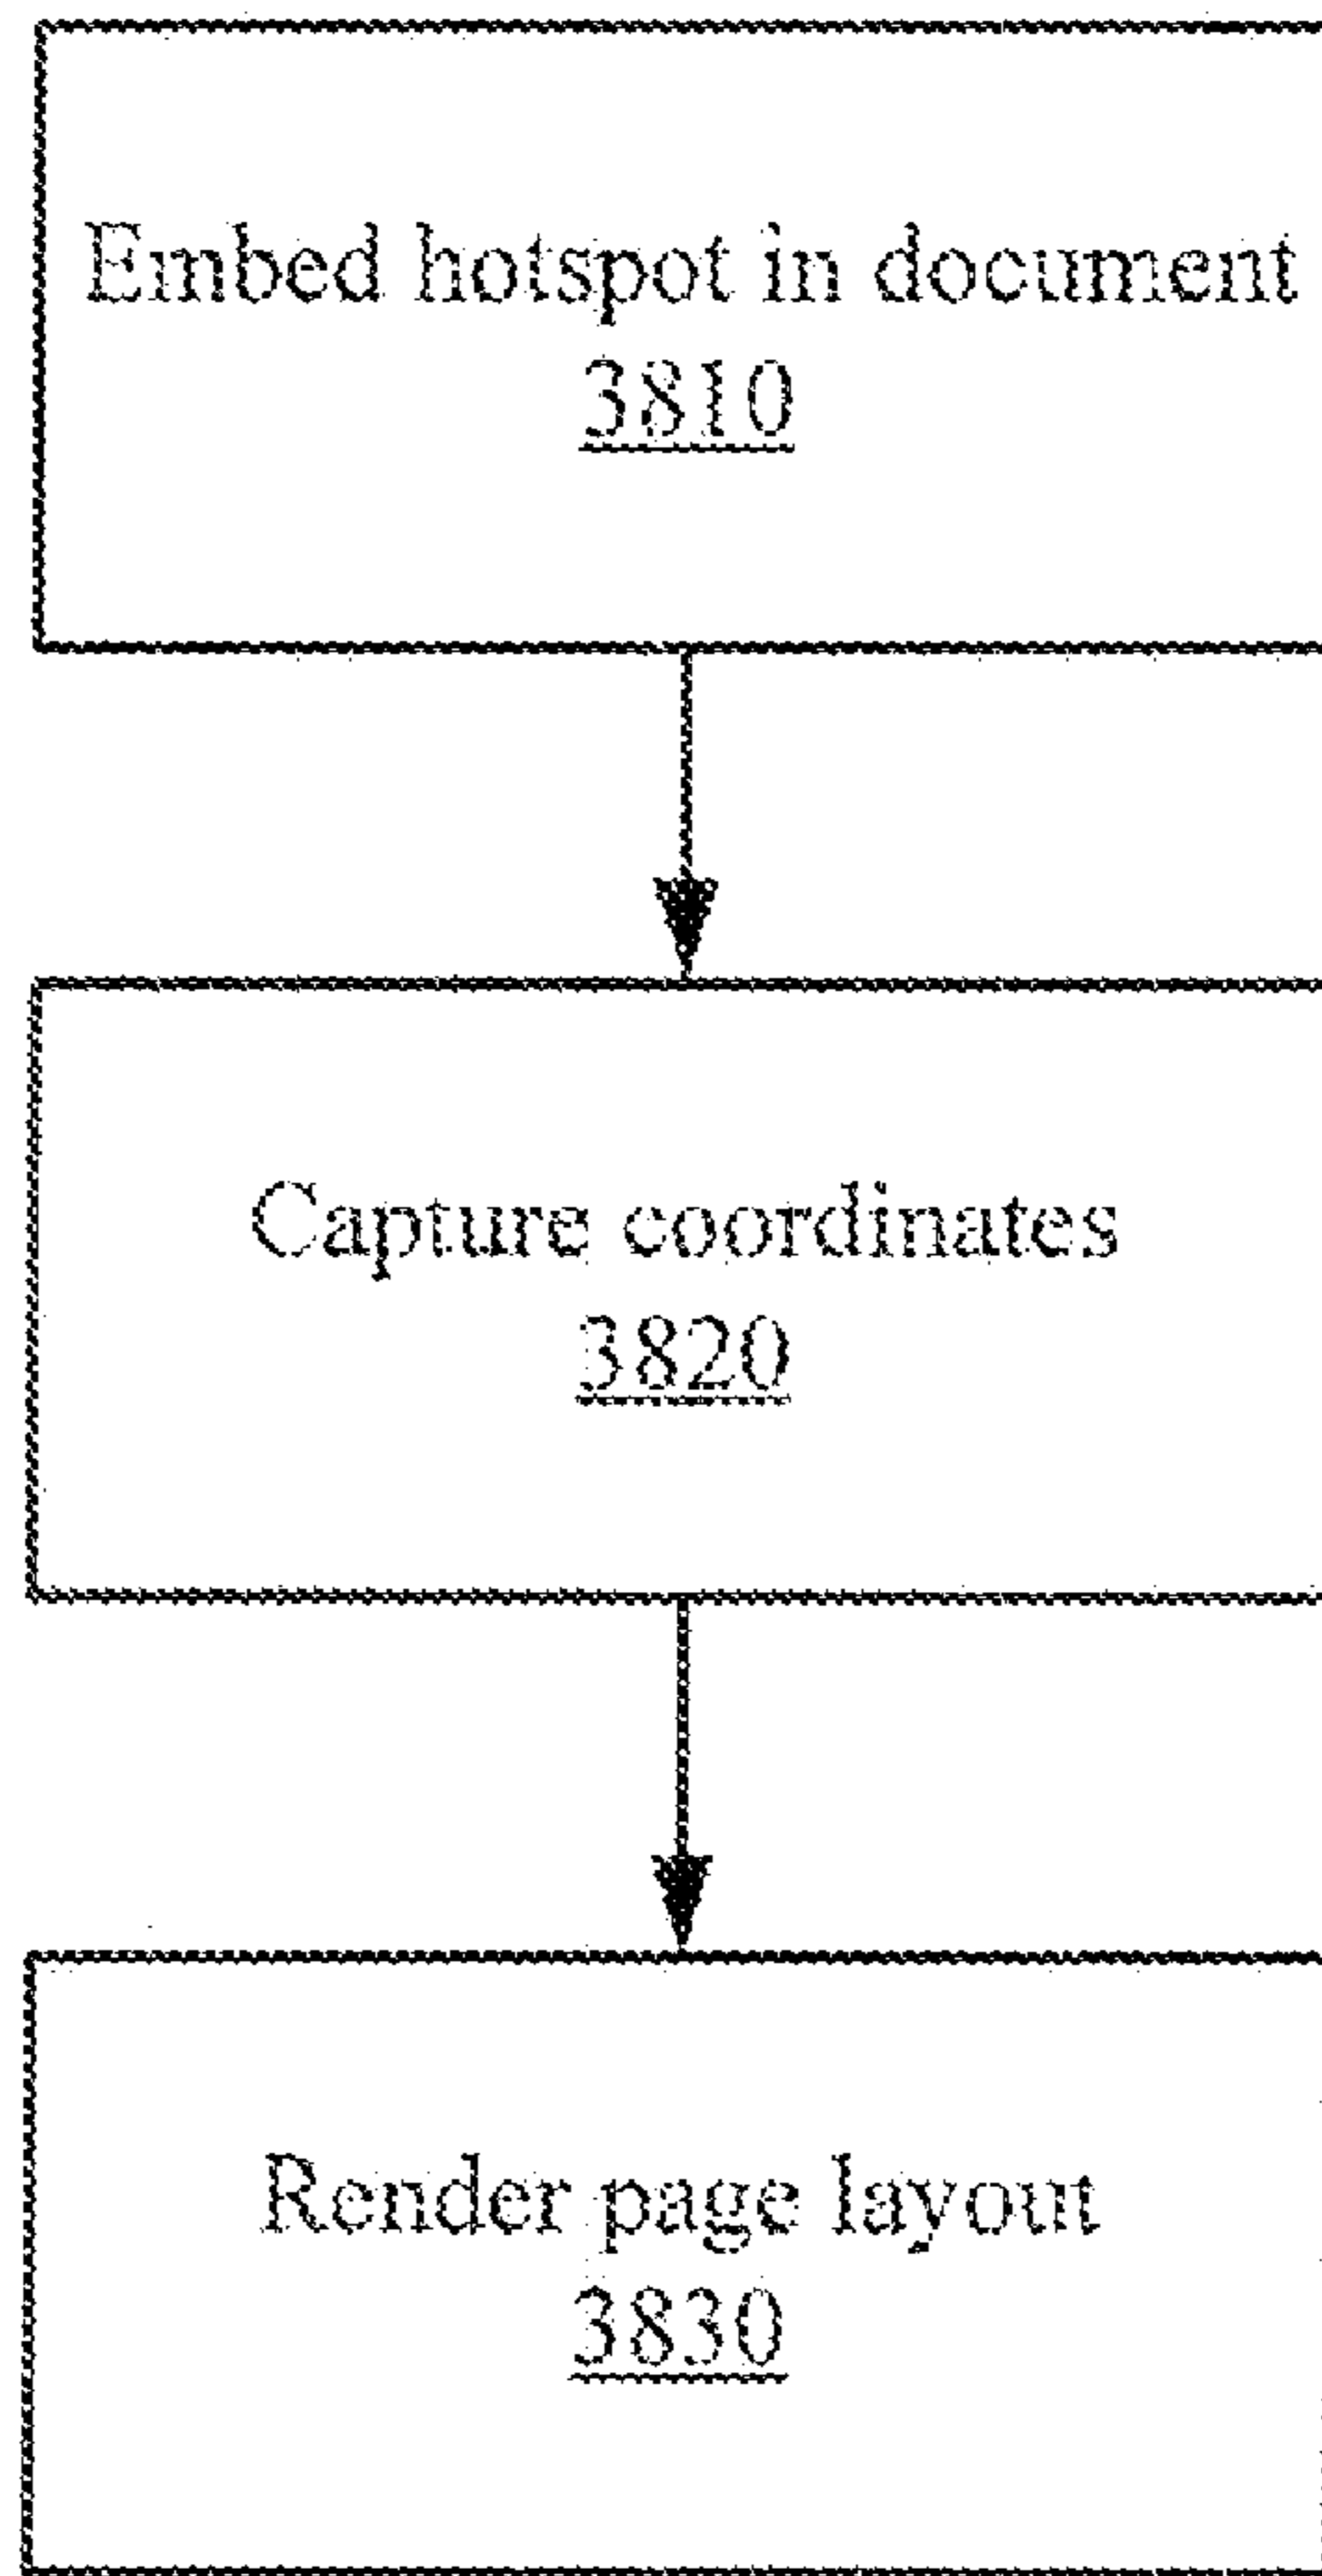 Embed hotspot in document
3810
Capture coordinates
3820
Render page layout
3830